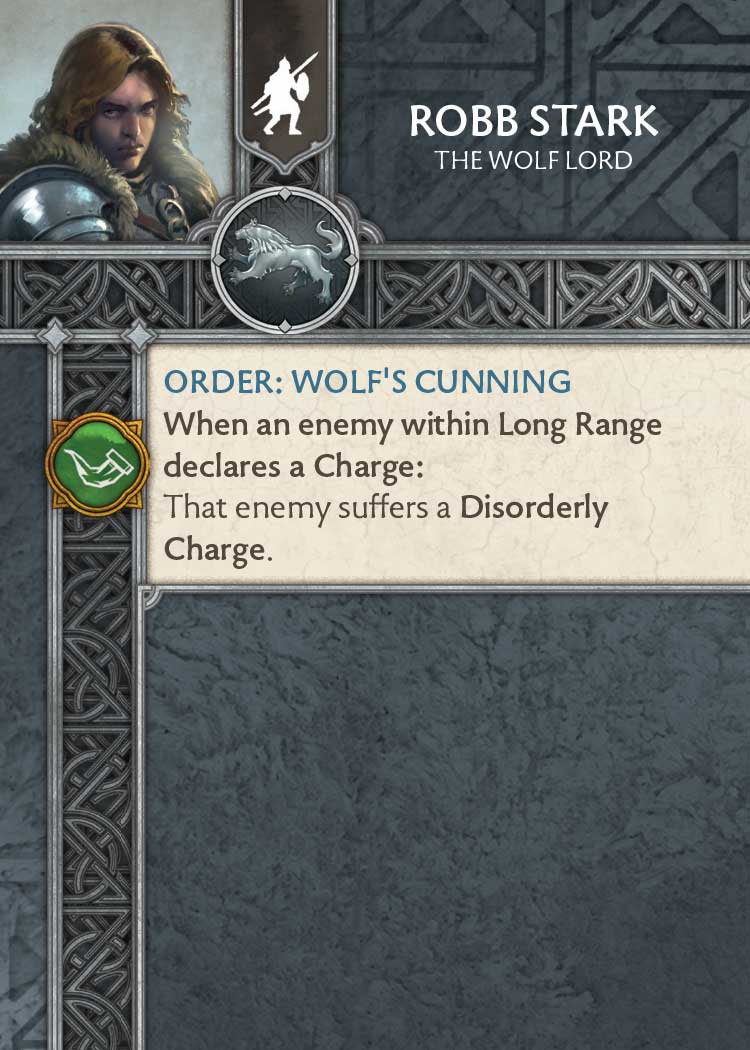 ROBB STARK
THE WOLF LORD
ORDER: WOLF'S CUNNING
When an enemy within Long Range
declares a Charge:
That enemy suffers a Disorderly
Charge.